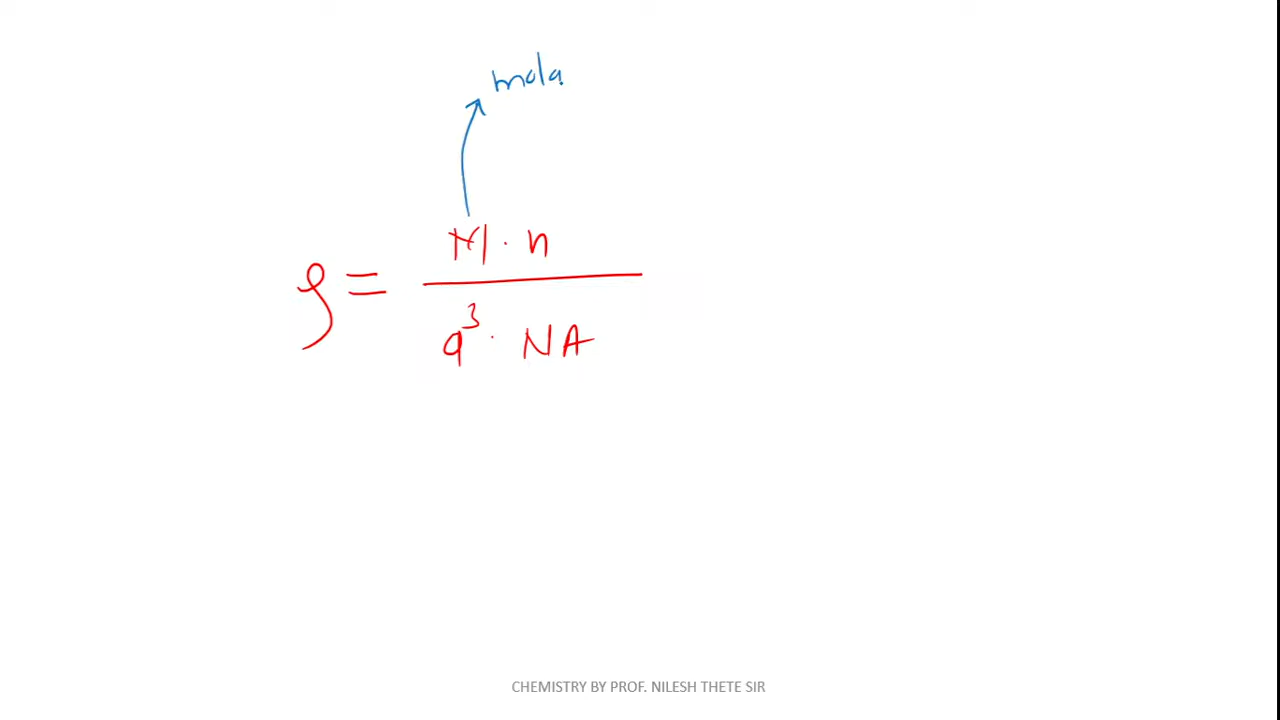 mola
ρ = M · n
a³ · NA
CHEMISTRY BY PROF. NILESH THETE SIR